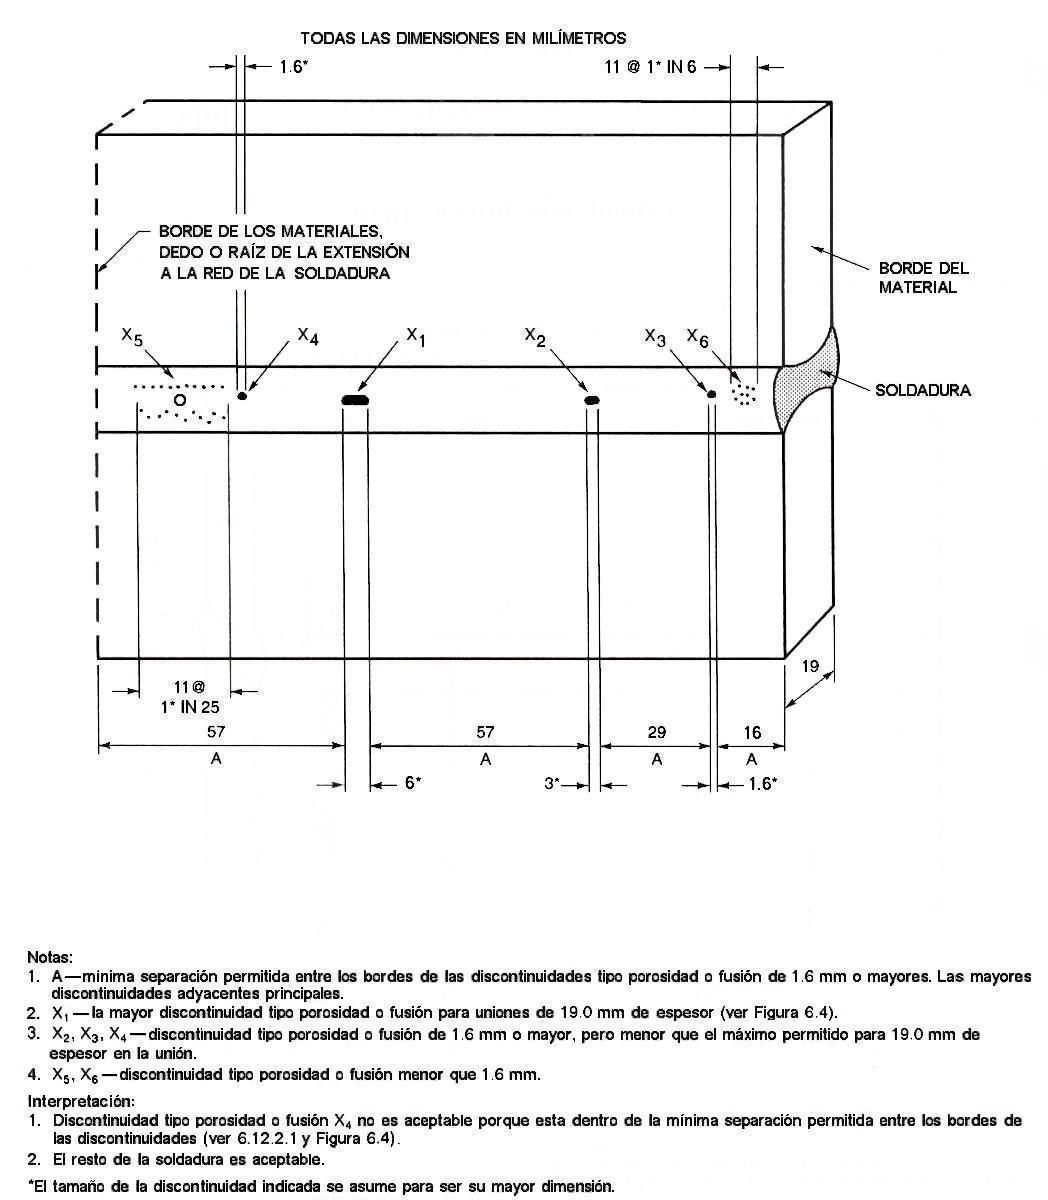 TODAS LAS DIMENSIONES EN MILÍMETROS
1.6*
11 @ 1* IN 6
BORDE DE LOS MATERIALES,
DEDO O RAÍZ DE LA EXTENSIÓN
A LA RED DE LA SOLDADURA
BORDE DEL
MATERIAL
X5
X4
X1
X2
X3
X6
SOLDADURA
19
11 @
1* IN 25
57
57
29
16
A
A
A
A
6*
3*
1.6*
Notas:
1. A—mínima separación permitida entre los bordes de las discontinuidades tipo porosidad o fusión de 1.6 mm o mayores. Las mayores
discontinuidades adyacentes principales.
2. X1—la mayor discontinuidad tipo porosidad o fusión para uniones de 19.0 mm de espesor (ver Figura 6.4).
3. X2, X3, X4—discontinuidad tipo porosidad o fusión de 1.6 mm o mayor, pero menor que el máximo permitido para 19.0 mm de
espesor en la unión.
4. X5, X6—discontinuidad tipo porosidad o fusión menor que 1.6 mm.
Interpretación:
1. Discontinuidad tipo porosidad o fusión X4 no es aceptable porque esta dentro de la mínima separación permitida entre los bordes de
las discontinuidades (ver 6.12.2.1 y Figura 6.4).
2. El resto de la soldadura es aceptable.
*El tamaño de la discontinuidad indicada se asume para ser su mayor dimensión.